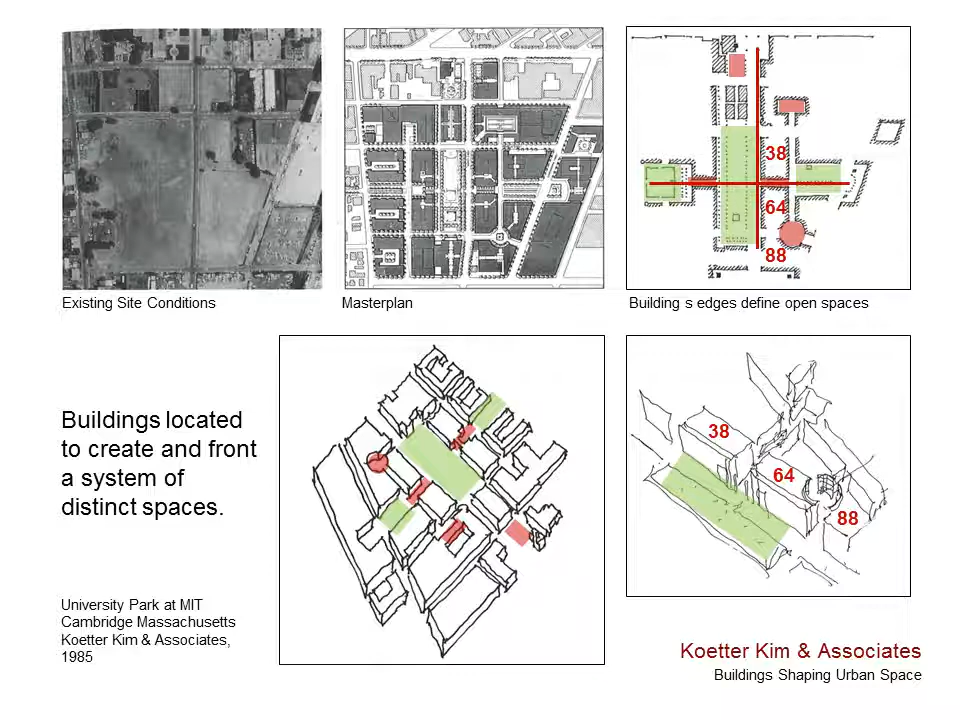 38
64
88
Existing Site Conditions
Masterplan
Building s edges define open spaces
Buildings located
to create and front
a system of
distinct spaces.
38
64
88
University Park at MIT
Cambridge Massachusetts
Koetter Kim & Associates,
1985
Koetter Kim & Associates
Buildings Shaping Urban Space